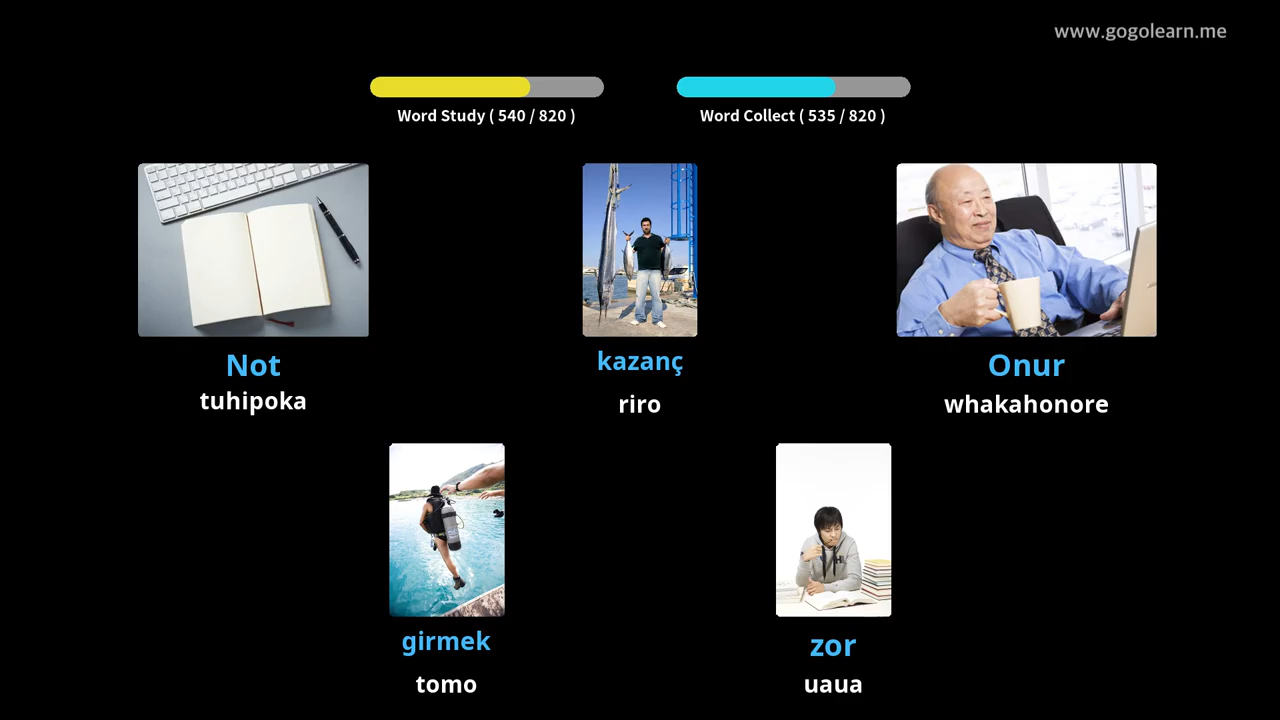 www.gogolearn.me
Word Study ( 540 / 820 )
Word Collect ( 535 / 820 )
Not
tuhipoka
kazanç
riro
Onur
whakahonore
girmek
tomo
zor
uaua